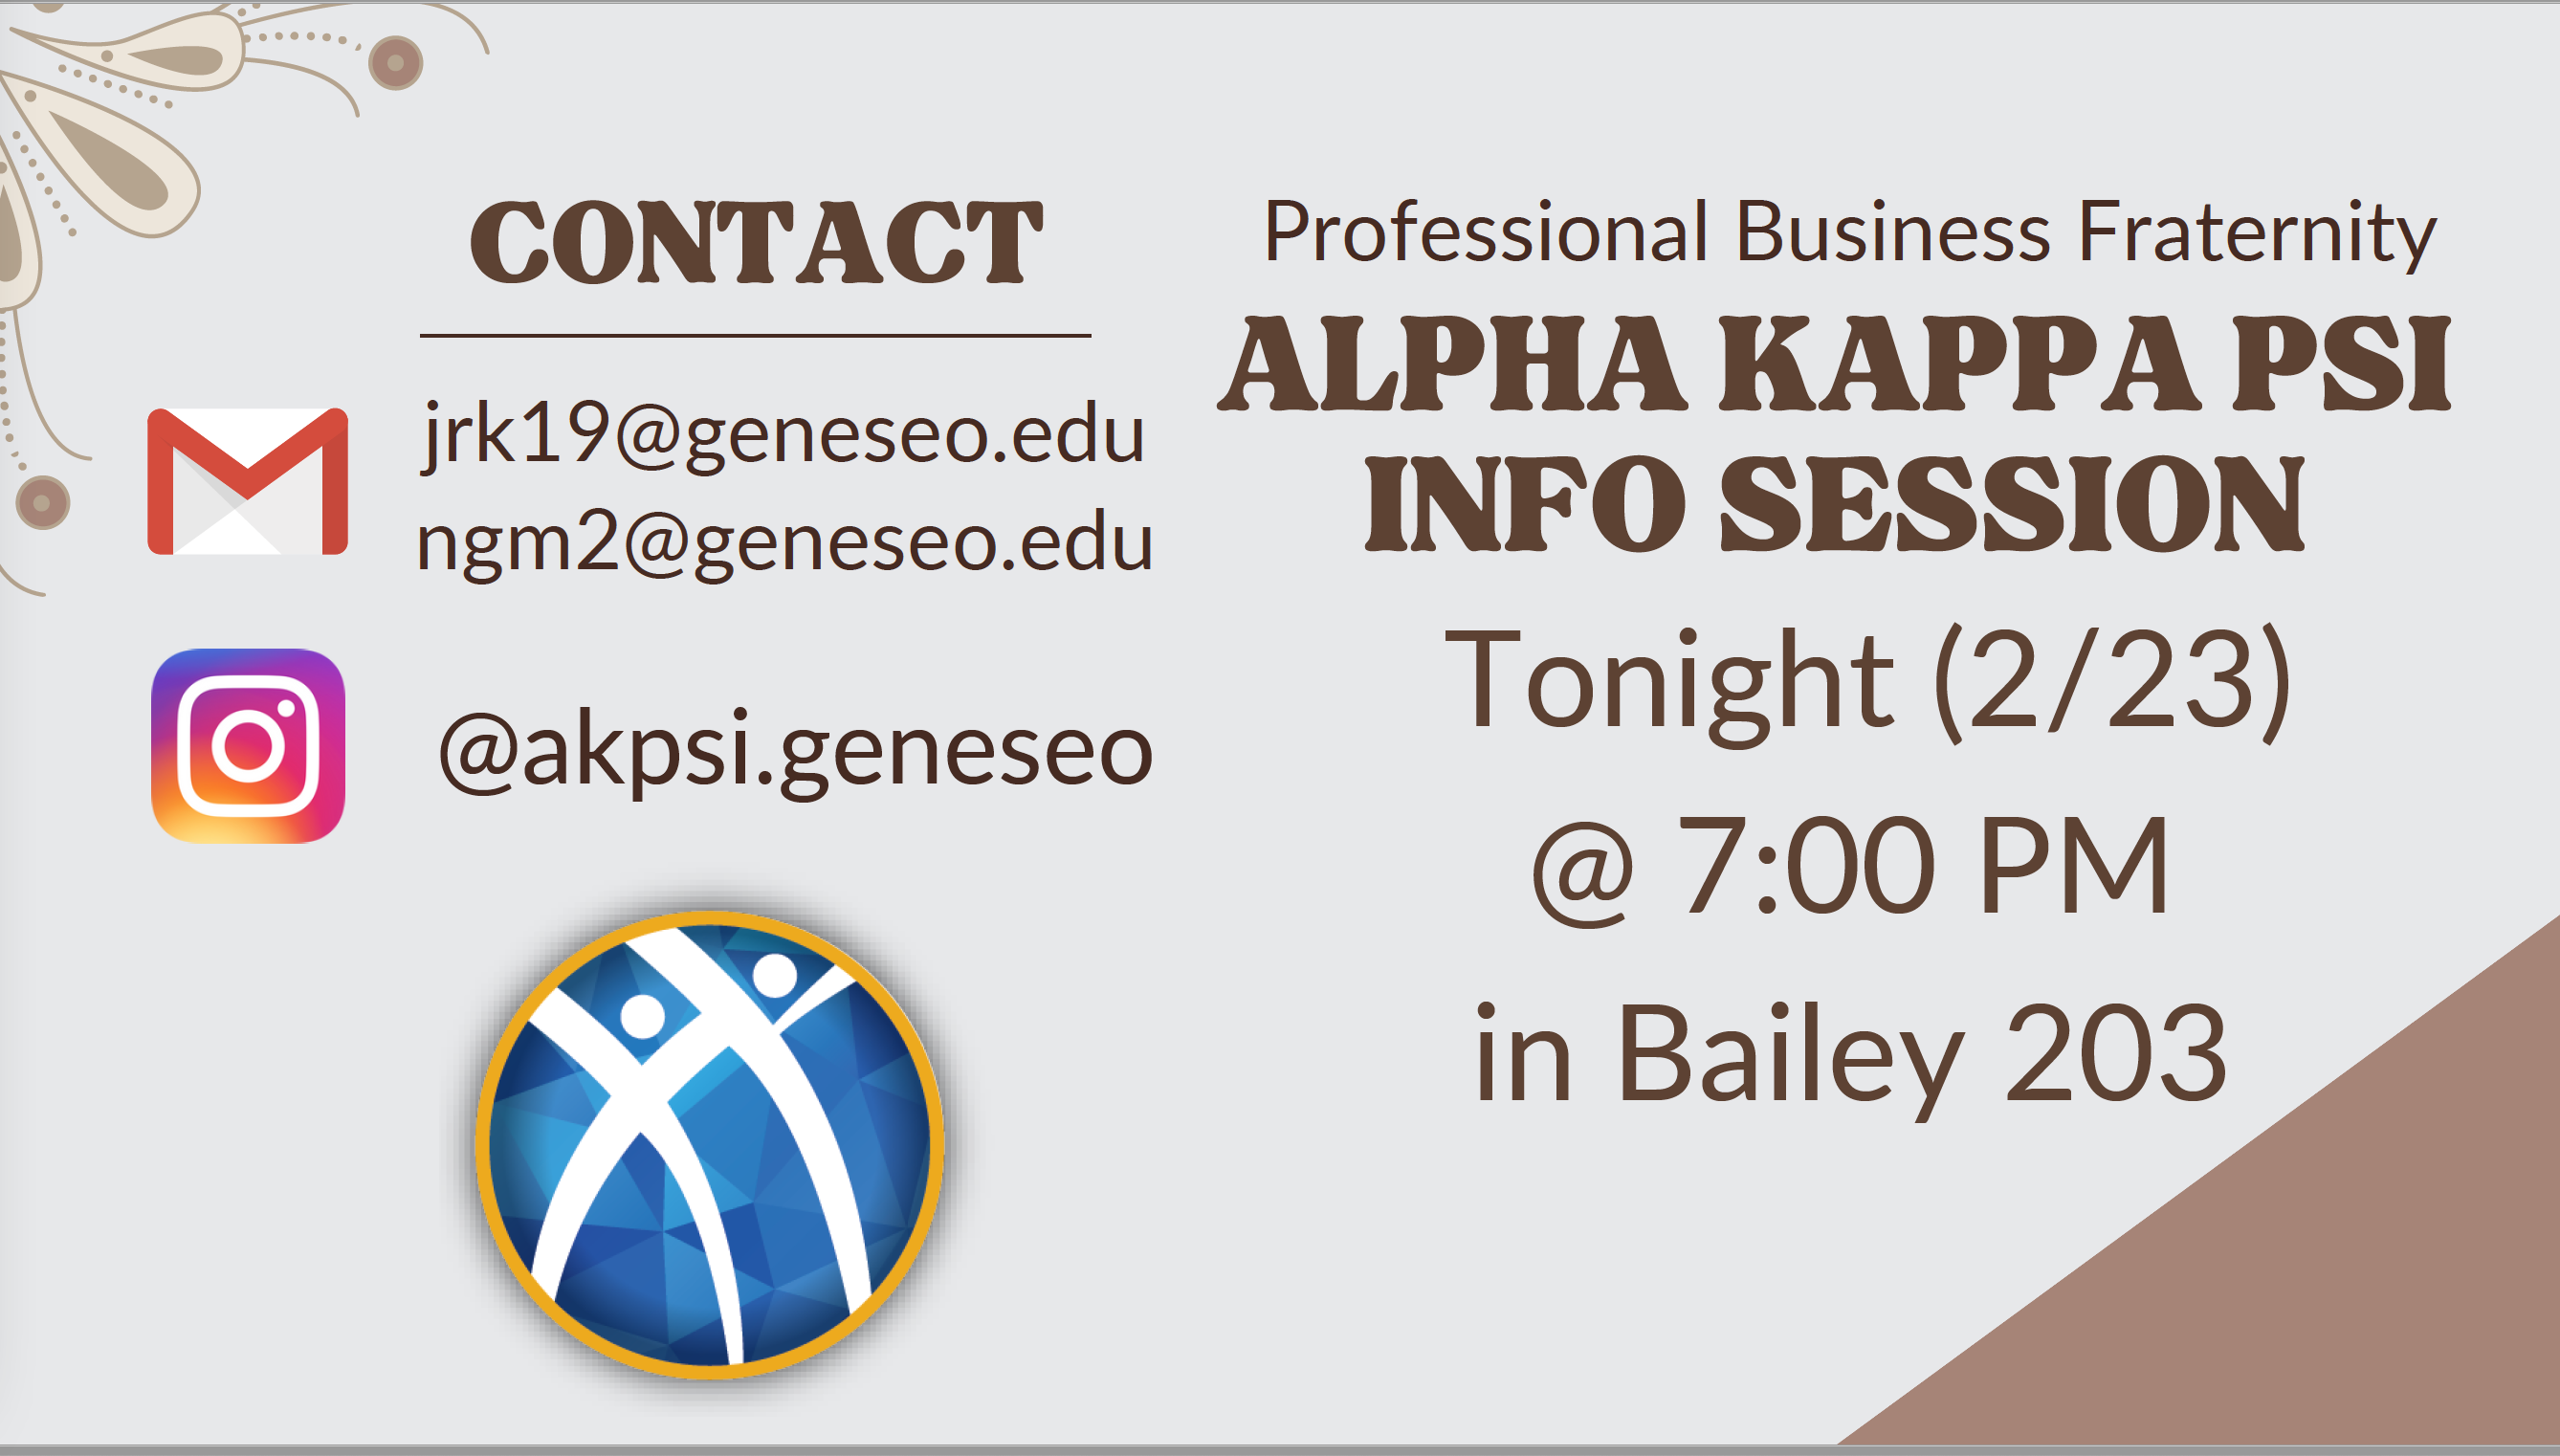 CONTACT
jrk19@geneseo.edu
ngm2@geneseo.edu
@akpsi.geneseo
Professional Business Fraternity
ALPHA KAPPA PSI
INFO SESSION
Tonight (2/23)
@ 7:00 PM
in Bailey 203